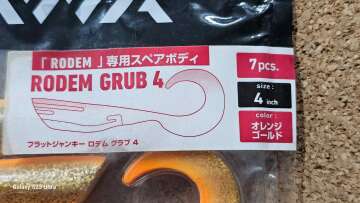 DAIWA
「 RODEM 」専用スペアボディ
RODEM GRUB 4
フラットジャンキー ロデム グラブ 4
7pcs.
size:
4 inch
color:
オレンジ
ゴールド
Galaxy S23 Ultra